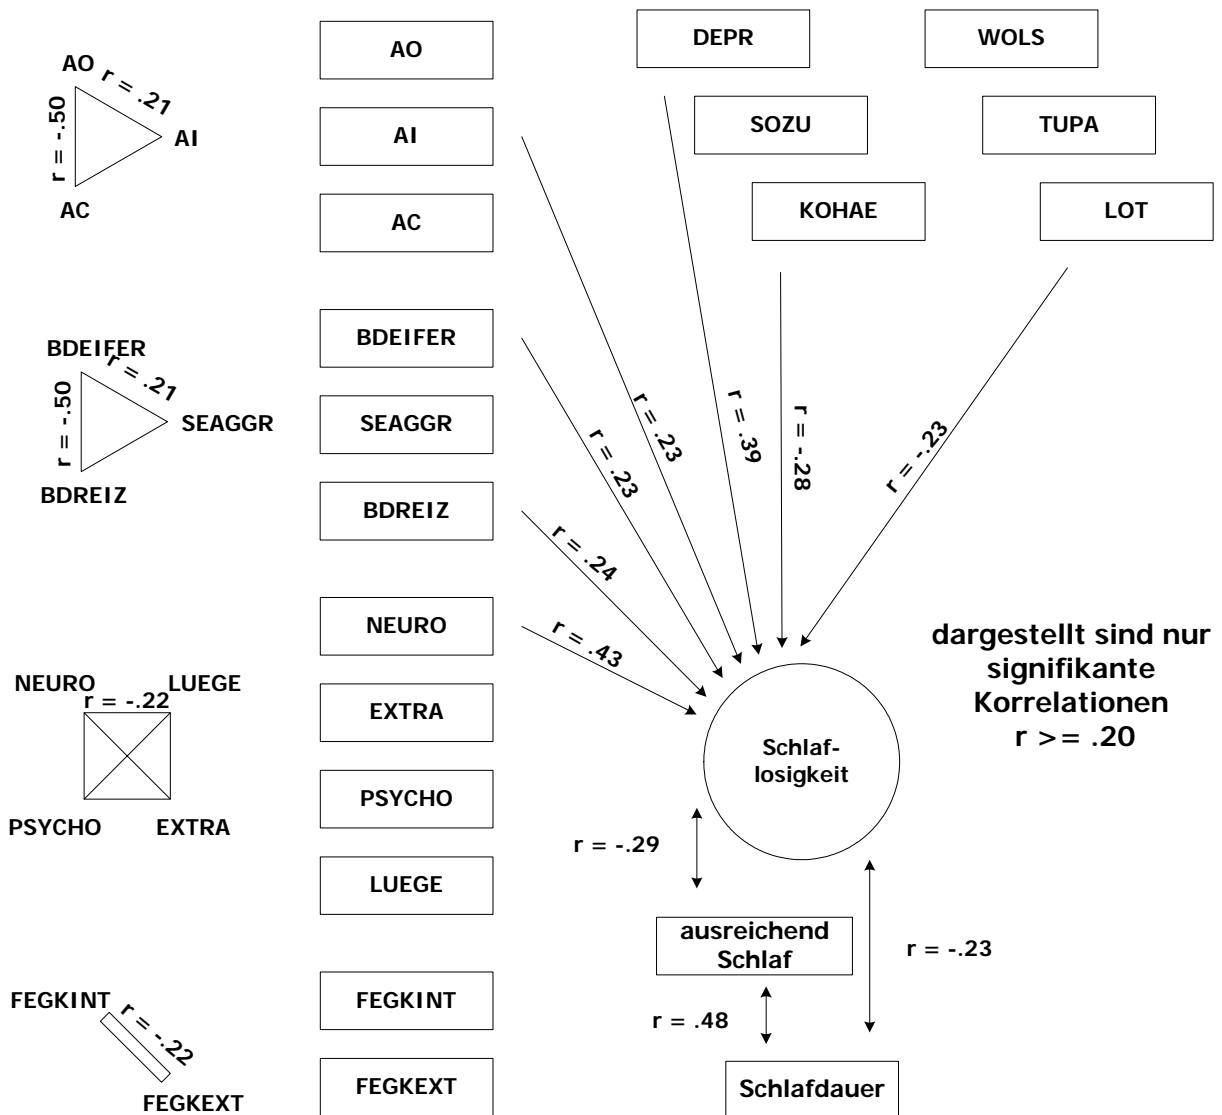 AO
r = .21
r = -.50
AI
AC
BDEIFER
r = .21
r = -.50
SEAGGR
BDREIZ
NEURO
LUEGE
r = -.22
PSYCHO
EXTRA
FEGKINT
r = -.22
FEGKEXT
AO
AI
AC
BDEIFER
SEAGGR
BDREIZ
NEURO
EXTRA
PSYCHO
LUEGE
FEGKINT
FEGKEXT
DEPR
WOLS
SOZU
TUPA
KOHAE
LOT
r = .23
r = .23
r = .24
r = .43
r = .39
r = -.28
r = -.23
dargestellt sind nur
signifikante
Korrelationen
r >= .20
Schlaf-
losigkeit
r = -.29
ausreichend
Schlaf
r = -.23
r = .48
Schlafdauer